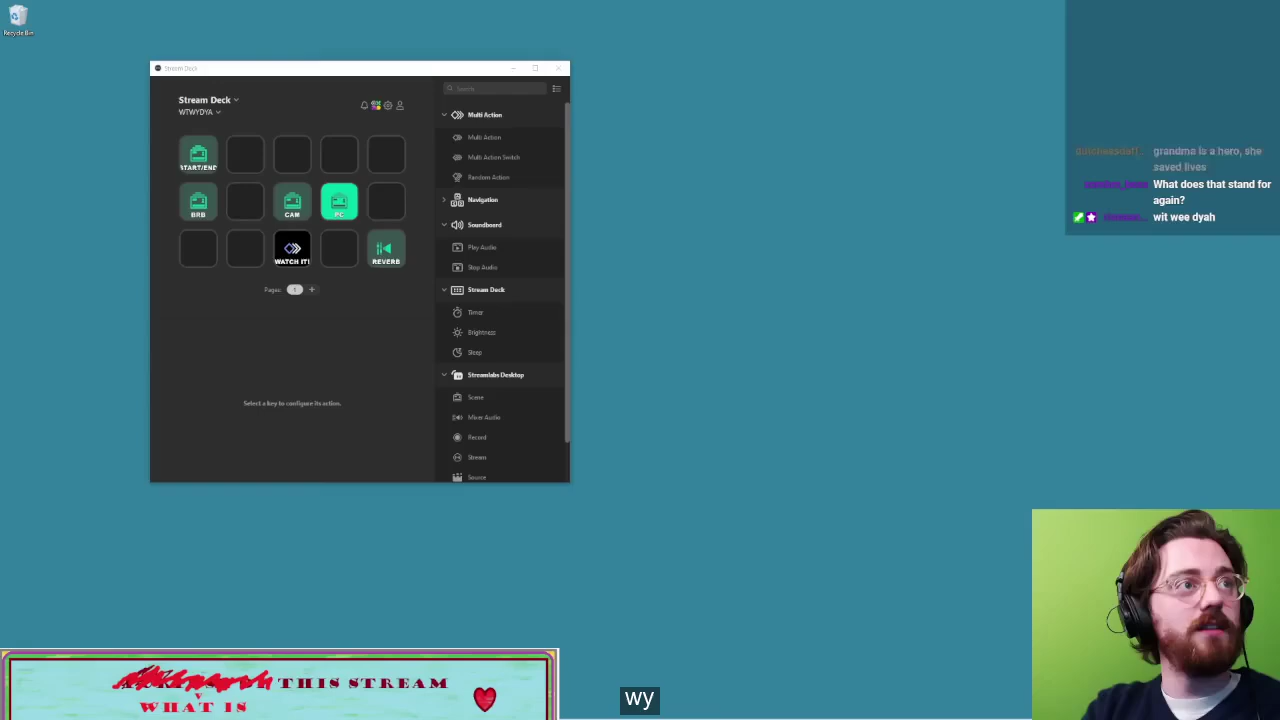 Recycle Bin
Stream Deck
Stream Deck
WTWYDYA
START/END
BRB
CAM
PC
WATCH IT!
REVERB
Pages:
1
+
Select a key to configure its action.
Search
Multi Action
Multi Action
Multi Action Switch
Random Action
Navigation
Soundboard
Play Audio
Stop Audio
Stream Deck
Timer
Brightness
Sleep
Streamlabs Desktop
Scene
Mixer Audio
Record
Stream
Source
grandma is a hero, she
saved lives
What does that stand for
again?
wit wee dyah
THIS STREAM
WHAT IS
wy